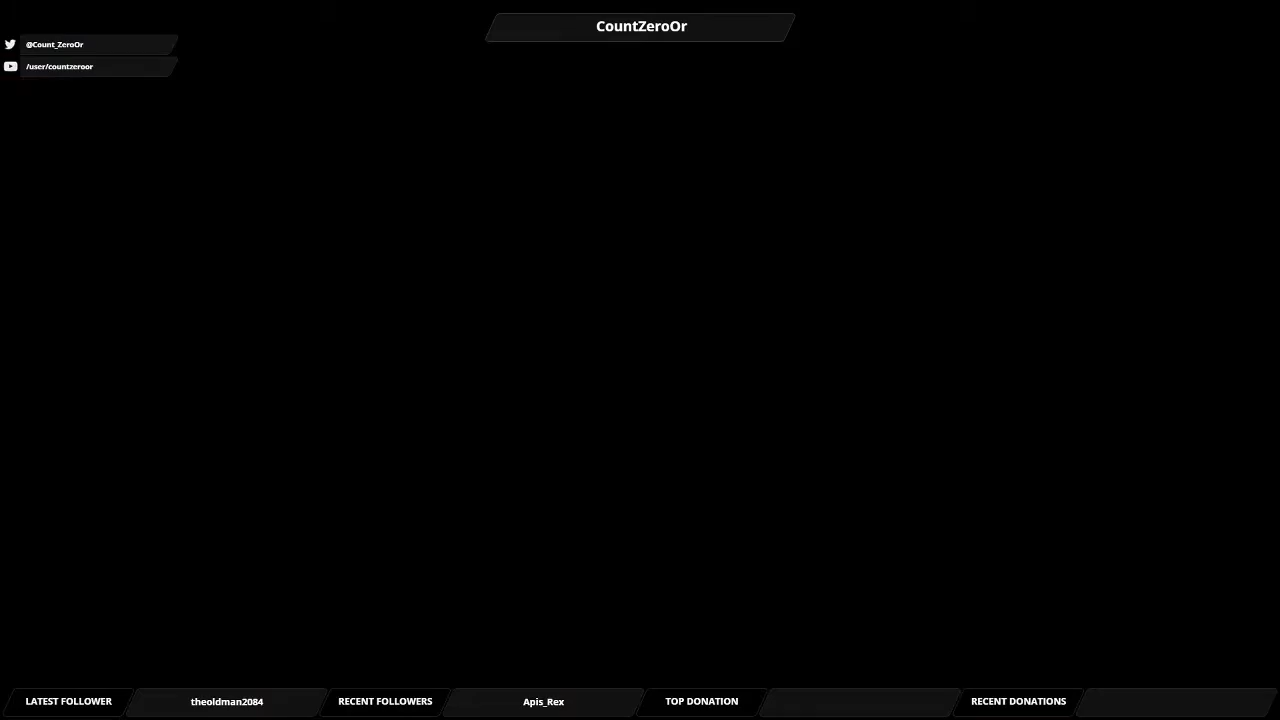 CountZeroOr
@Count_ZeroOr
/user/countzeroor
LATEST FOLLOWER theoldman2084 RECENT FOLLOWERS Apis_Rex TOP DONATION RECENT DONATIONS